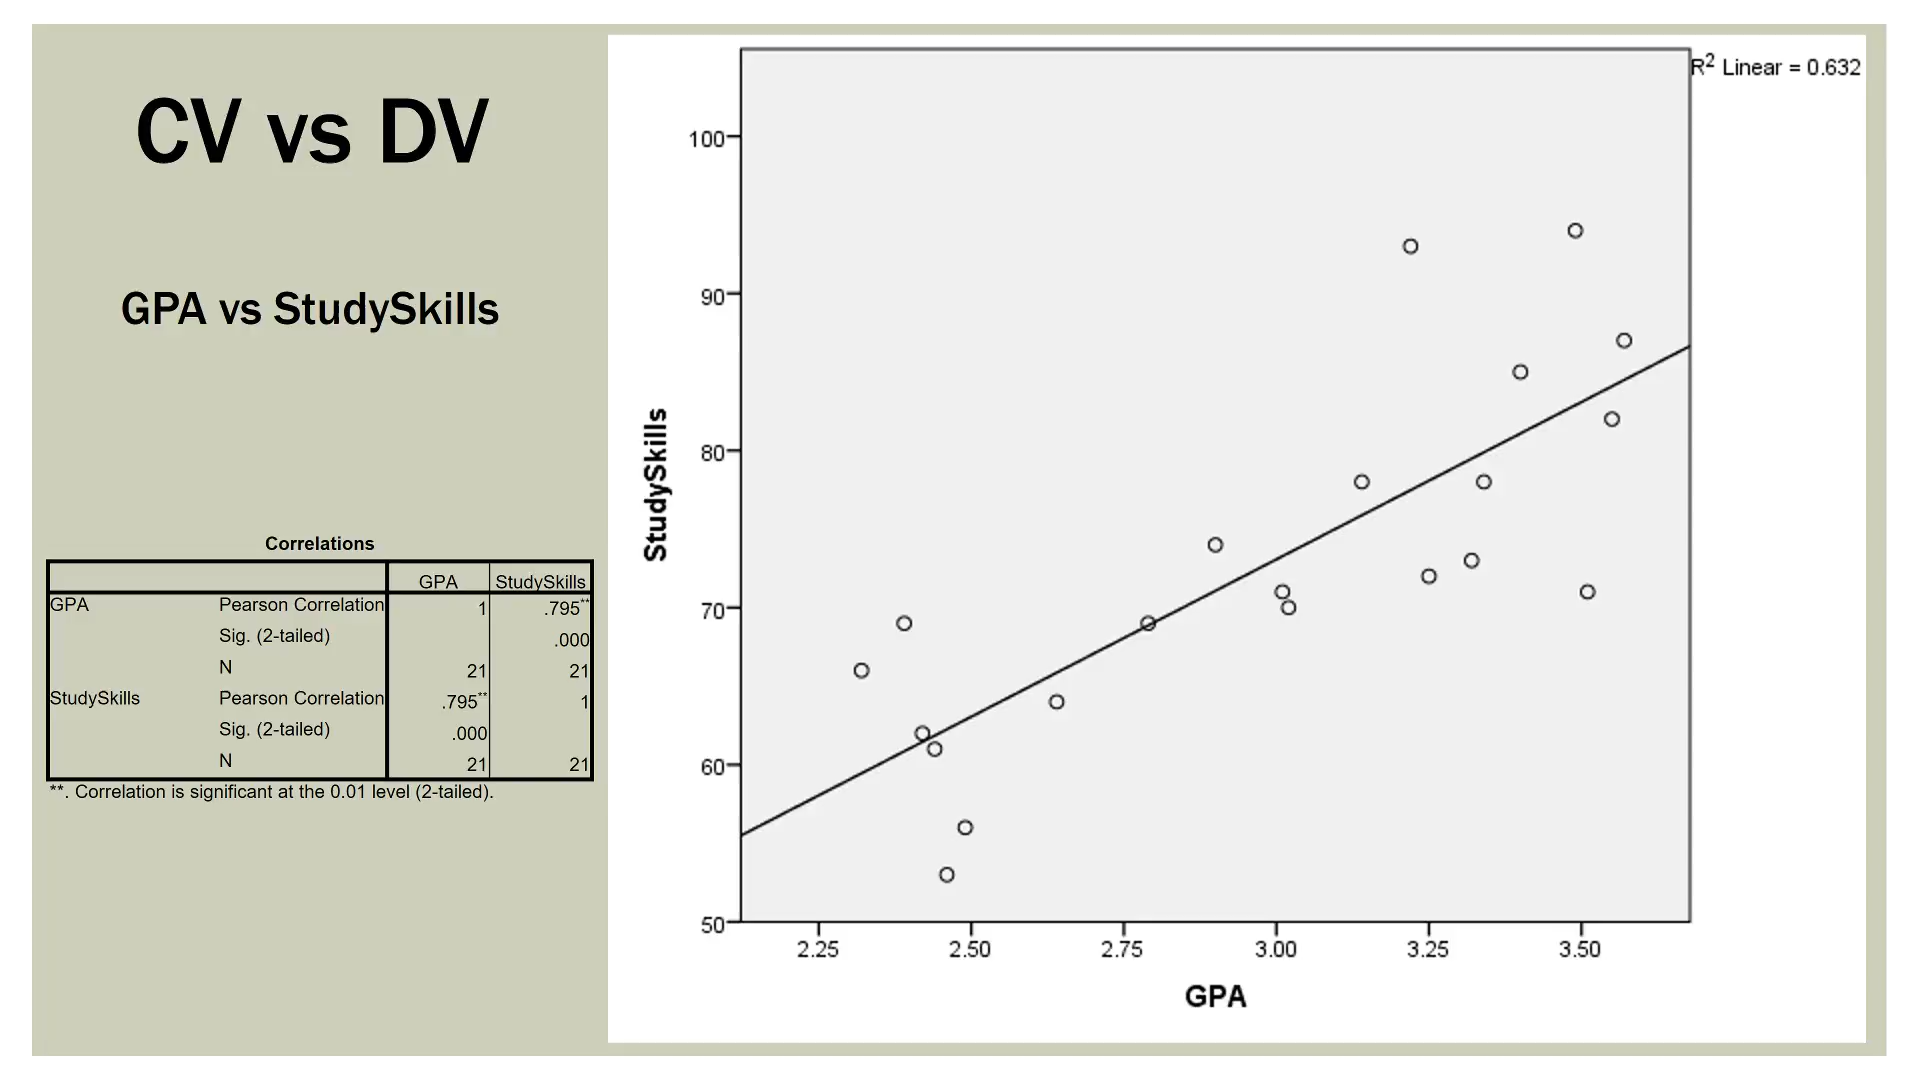 CV vs DV
GPA vs StudySkills
Correlations
GPA StudySkills
GPA Pearson Correlation 1 .795**
Sig. (2-tailed) .000
N 21 21
StudySkills Pearson Correlation .795** 1
Sig. (2-tailed) .000
N 21 21
**. Correlation is significant at the 0.01 level (2-tailed).
R2 Linear = 0.632
StudySkills
100
90
80
70
60
50
2.25 2.50 2.75 3.00 3.25 3.50
GPA